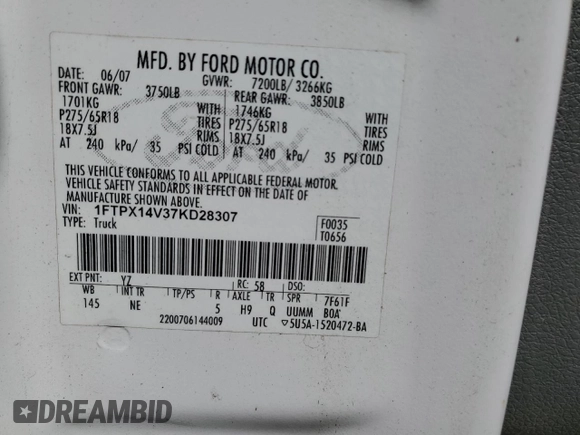 MFD. BY FORD MOTOR CO.
DATE: 06/07 GVWR: 7200LB/ 3266KG
FRONT GAWR: 3750LB REAR GAWR: 3850LB
1701KG WITH 1746KG WITH
P275/65R18 TIRES P275/65R18 TIRES
18X7.5J RIMS 18X7.5J RIMS
AT 240 kPa/ 35 PSI COLD AT 240 kPa/ 35 PSI COLD
THIS VEHICLE CONFORMS TO ALL APPLICABLE FEDERAL MOTOR
VEHICLE SAFETY STANDARDS IN EFFECT ON THE DATE OF
MANUFACTURE SHOWN ABOVE.
VIN: 1FTPX14V37KD28307 F0035
TYPE: Truck T0656
EXT PNT: YZ RC: 58 DSO:
WB INT TR TP/PS R AXLE TR SPR 7F61F
145 NE 5 H9 Q UUMM BOA
2200706144009 UTC ▽5U5A-1520472-BA
DREAMBID